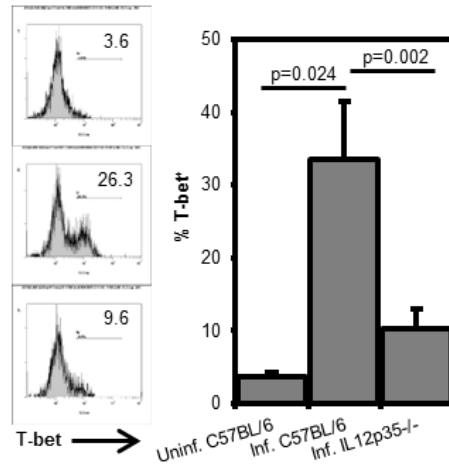 3.6
26.3
9.6
T-bet
% T-bet⁺
50
40
30
20
10
0
p=0.024
p=0.002
Uninf. C57BL/6
Inf. C57BL/6
Inf. IL12p35-/-